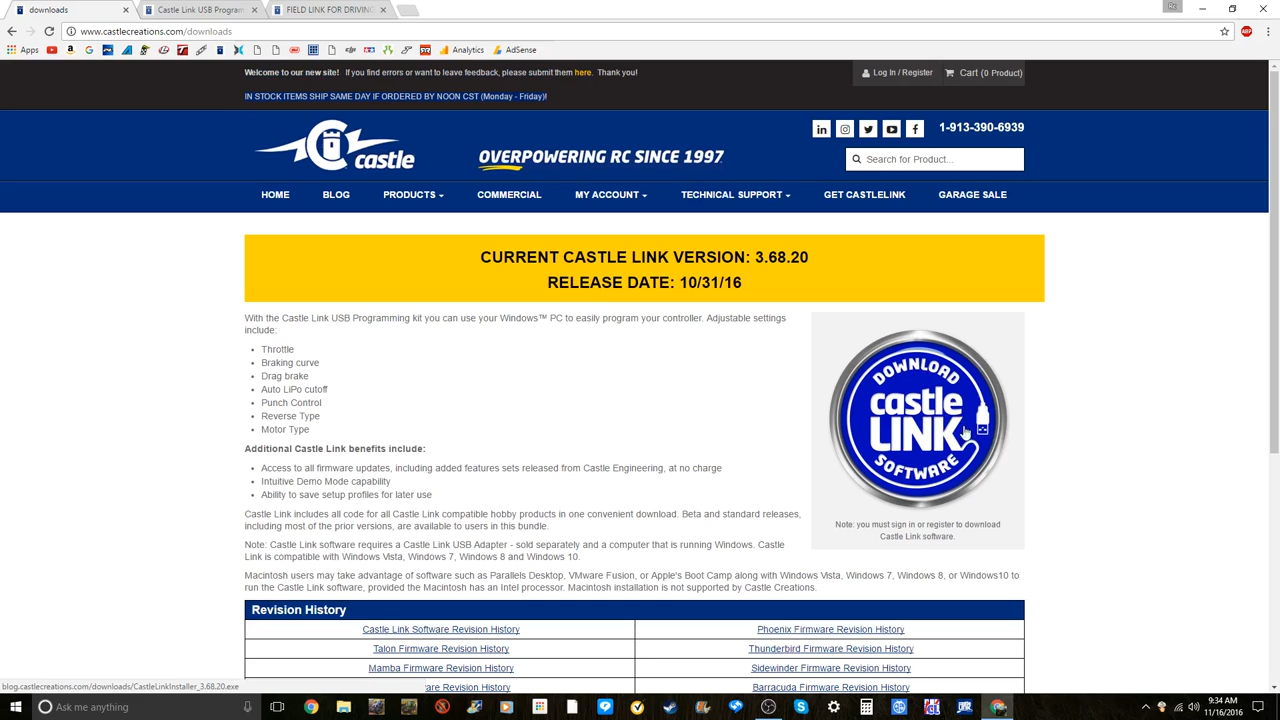 downloads
Castle Link USB Program
FIELD LINK FOR DRIVING
www.castlecreations.com/downloads
Apps
Analytics
AdSense
Welcome to our new site! If you find errors or want to leave feedback, please submit them here. Thank you!
Log In / Register
Cart (0 Product)
IN STOCK ITEMS SHIP SAME DAY IF ORDERED BY NOON CST (Monday - Friday)!
castle
OVERPOWERING RC SINCE 1997
1-913-390-6939
Search for Product...
HOME
BLOG
PRODUCTS
COMMERCIAL
MY ACCOUNT
TECHNICAL SUPPORT
GET CASTLELINK
GARAGE SALE
CURRENT CASTLE LINK VERSION: 3.68.20
RELEASE DATE: 10/31/16
With the Castle Link USB Programming kit you can use your Windows™ PC to easily program your controller. Adjustable settings
include:
• Throttle
• Braking curve
• Drag brake
• Auto LiPo cutoff
• Punch Control
• Reverse Type
• Motor Type
Additional Castle Link benefits include:
• Access to all firmware updates, including added features sets released from Castle Engineering, at no charge
• Intuitive Demo Mode capability
• Ability to save setup profiles for later use
Castle Link includes all code for all Castle Link compatible hobby products in one convenient download. Beta and standard releases,
including most of the prior versions, are available to users in this bundle.
Note: Castle Link software requires a Castle Link USB Adapter - sold separately and a computer that is running Windows. Castle
Link is compatible with Windows Vista, Windows 7, Windows 8 and Windows 10.
DOWNLOAD
castle
LINK
SOFTWARE
Note: you must sign in or register to download
Castle Link software.
Macintosh users may take advantage of software such as Parallels Desktop, VMware Fusion, or Apple's Boot Camp along with Windows Vista, Windows 7, Windows 8, or Windows10 to
run the Castle Link software, provided the Macintosh has an Intel processor. Macintosh installation is not supported by Castle Creations.
Revision History
Castle Link Software Revision History
Phoenix Firmware Revision History
Talon Firmware Revision History
Thunderbird Firmware Revision History
Mamba Firmware Revision History
Sidewinder Firmware Revision History
are Revision History
Barracuda Firmware Revision History
blog.castlecreations.com/downloads/CastleLinkInstaller_3.68.20.exe
Ask me anything
9:34 AM
11/16/2016